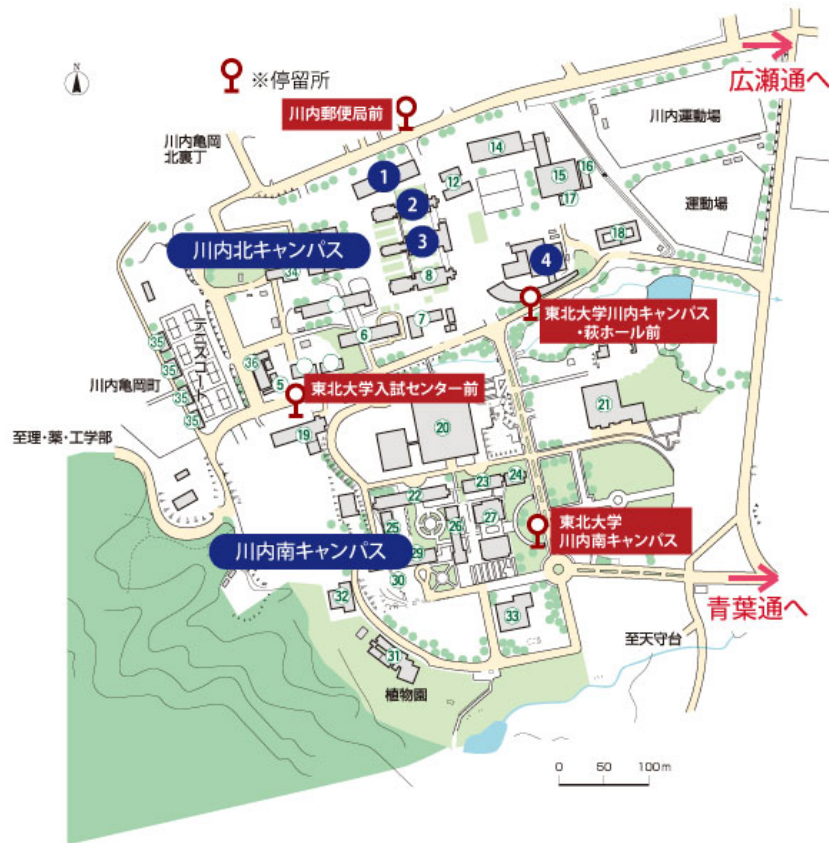 広瀬通へ
N
※停留所
川内郵便局前
川内亀岡
北裏丁
川内運動場
14
1
12
15
16
17
2
運動場
3
18
川内北キャンパス
4
34
8
7
東北大学川内キャンパス
・萩ホール前
6
テニスコート
35
36
5
東北大学入試センター前
川内亀岡町
35
35
35
21
20
19
至理・薬・工学部
24
23
22
25
26
27
東北大学
川内南キャンパス
川内南キャンパス
29
30
青葉通へ
32
33
至天守台
31
植物園
0 50 100m